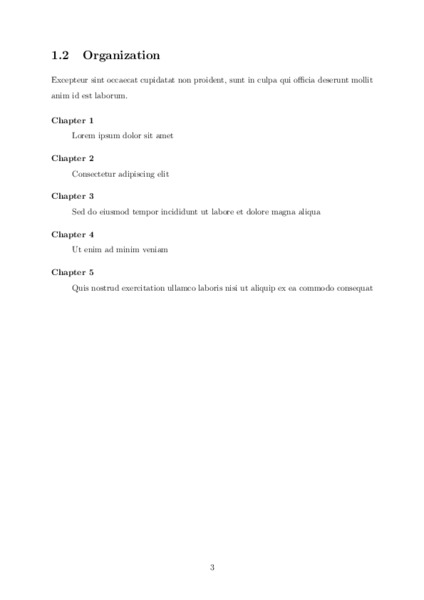 1.2 Organization
Excepteur sint occaecat cupidatat non proident, sunt in culpa qui officia deserunt mollit
anim id est laborum.
Chapter 1
Lorem ipsum dolor sit amet
Chapter 2
Consectetur adipiscing elit
Chapter 3
Sed do eiusmod tempor incididunt ut labore et dolore magna aliqua
Chapter 4
Ut enim ad minim veniam
Chapter 5
Quis nostrud exercitation ullamco laboris nisi ut aliquip ex ea commodo consequat
3